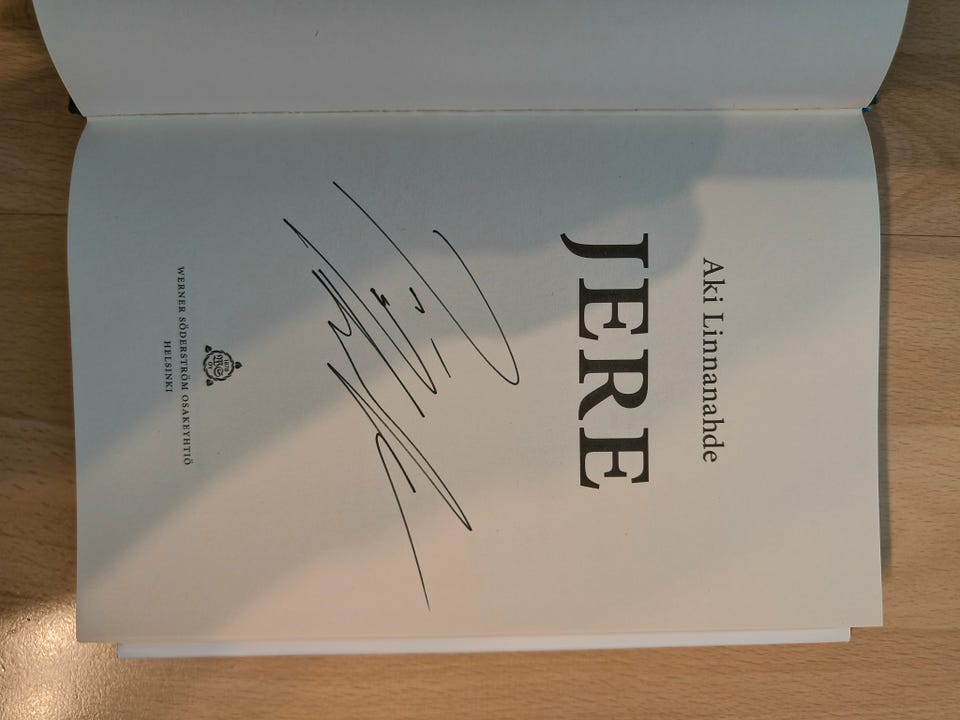 Aki Linnanahde
JERE
WERNER SÖDERSTRÖM OSAKEYHTIÖ
HELSINKI